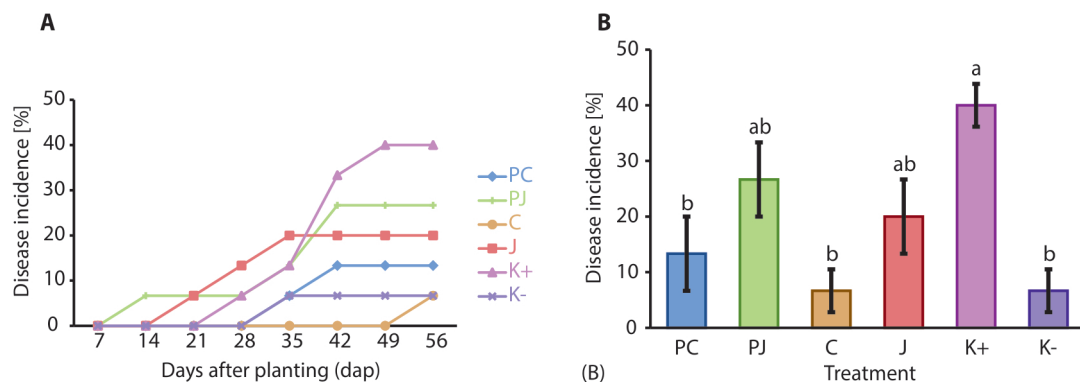 A
Disease incidence [%]
50
40
30
20
10
0
7 14 21 28 35 42 49 56
Days after planting (dap)
PC
PJ
C
J
K+
K-
B
Disease incidence [%]
50
40
30
20
10
0
b
ab
b
ab
a
b
PC PJ C J K+ K-
Treatment
(B)